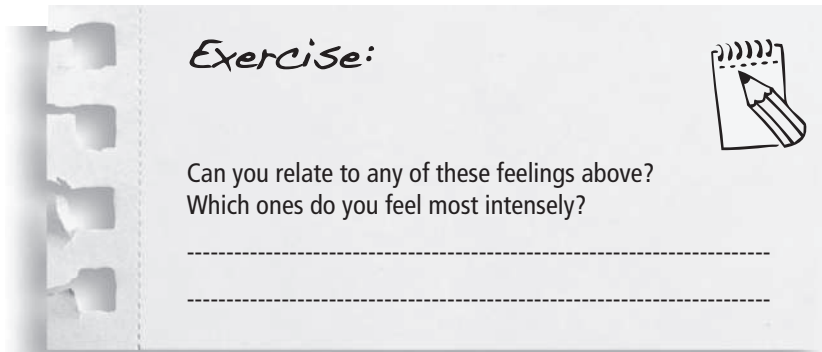 Exercise:
Can you relate to any of these feelings above?
Which ones do you feel most intensely?